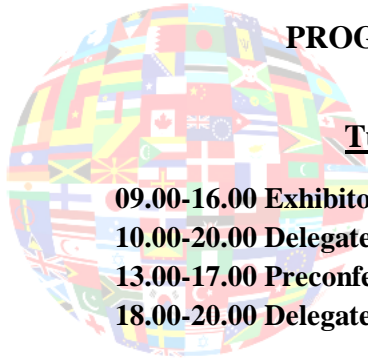 PROG
Tu
09.00-16.00 Exhibito
10.00-20.00 Delegate
13.00-17.00 Preconfe
18.00-20.00 Delegate